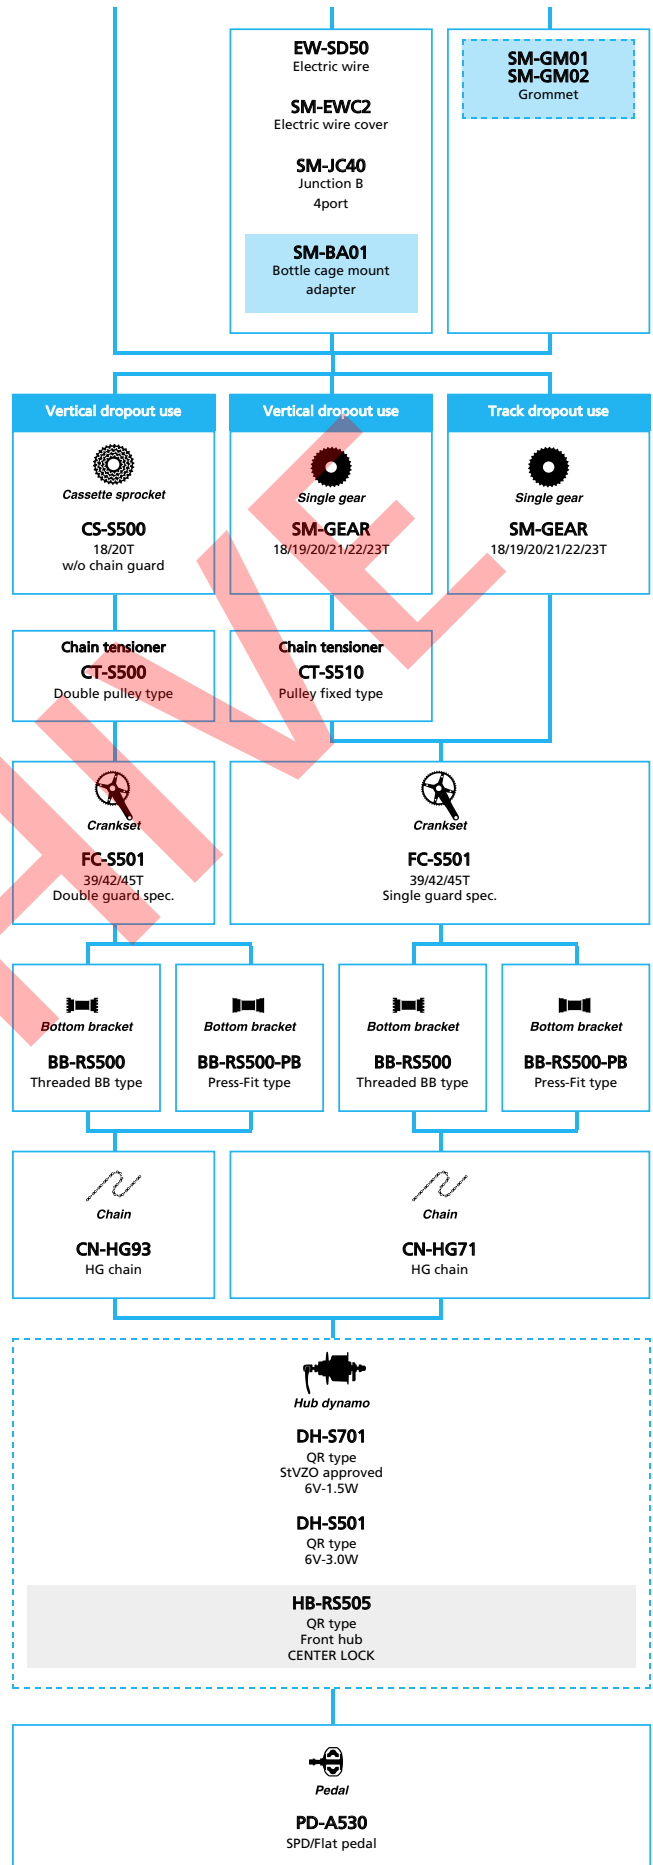 EW-SD50
Electric wire
SM-EWC2
Electric wire cover
SM-JC40
Junction B
4port
SM-BA01
Bottle cage mount
adapter
SM-GM01
SM-GM02
Grommet
Vertical dropout use
Cassette sprocket
CS-S500
18/20T
w/o chain guard
Vertical dropout use
Single gear
SM-GEAR
18/19/20/21/22/23T
Track dropout use
Single gear
SM-GEAR
18/19/20/21/22/23T
Chain tensioner
CT-S500
Double pulley type
Chain tensioner
CT-S510
Pulley fixed type
Crankset
FC-S501
39/42/45T
Double guard spec.
Crankset
FC-S501
39/42/45T
Single guard spec.
Bottom bracket
BB-RS500
Threaded BB type
Bottom bracket
BB-RS500-PB
Press-Fit type
Bottom bracket
BB-RS500
Threaded BB type
Bottom bracket
BB-RS500-PB
Press-Fit type
Chain
CN-HG93
HG chain
Chain
CN-HG71
HG chain
Hub dynamo
DH-S701
QR type
StVZO approved
6V-1.5W
DH-S501
QR type
6V-3.0W
HB-RS505
QR type
Front hub
CENTER LOCK
Pedal
PD-A530
SPD/Flat pedal
HIVE